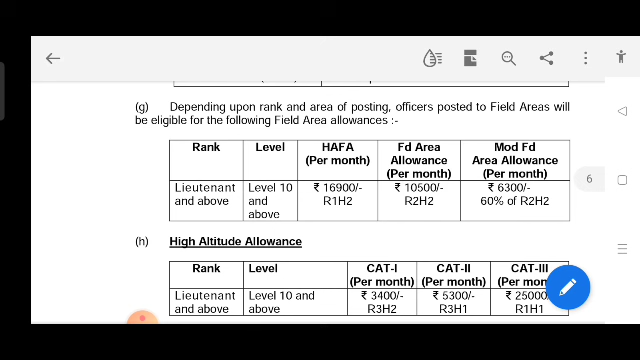 (g) Depending upon rank and area of posting, officers posted to Field Areas will
be eligible for the following Field Area allowances :-
Rank Level HAFA Fd Area Mod Fd
(Per month) Allowance Area Allowance
(Per month) (Per month)
Lieutenant Level 10 ₹ 16900/- ₹ 10500/- ₹ 6300/-
and above and R1H2 R2H2 60% of R2H2
above
6
(h) High Altitude Allowance
Rank Level CAT-I CAT-II CAT-III
(Per month) (Per month)
Lieutenant Level 10 and ₹ 3400/- ₹ 5300/- ₹ 25000/-
and above above R3H2 R3H1 R1H1